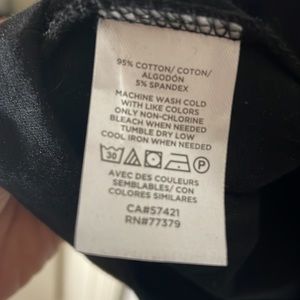 95% COTTON/ COTON/
ALGODÓN
5% SPANDEX
MACHINE WASH COLD
WITH LIKE COLORS
ONLY NON-CHLORINE
BLEACH WHEN NEEDED
TUMBLE DRY LOW
COOL IRON WHEN NEEDED
30 P
AVEC DES COULEURS
SEMBLABLES/ CON
COLORES SIMILARES
CA#57421
RN#77379